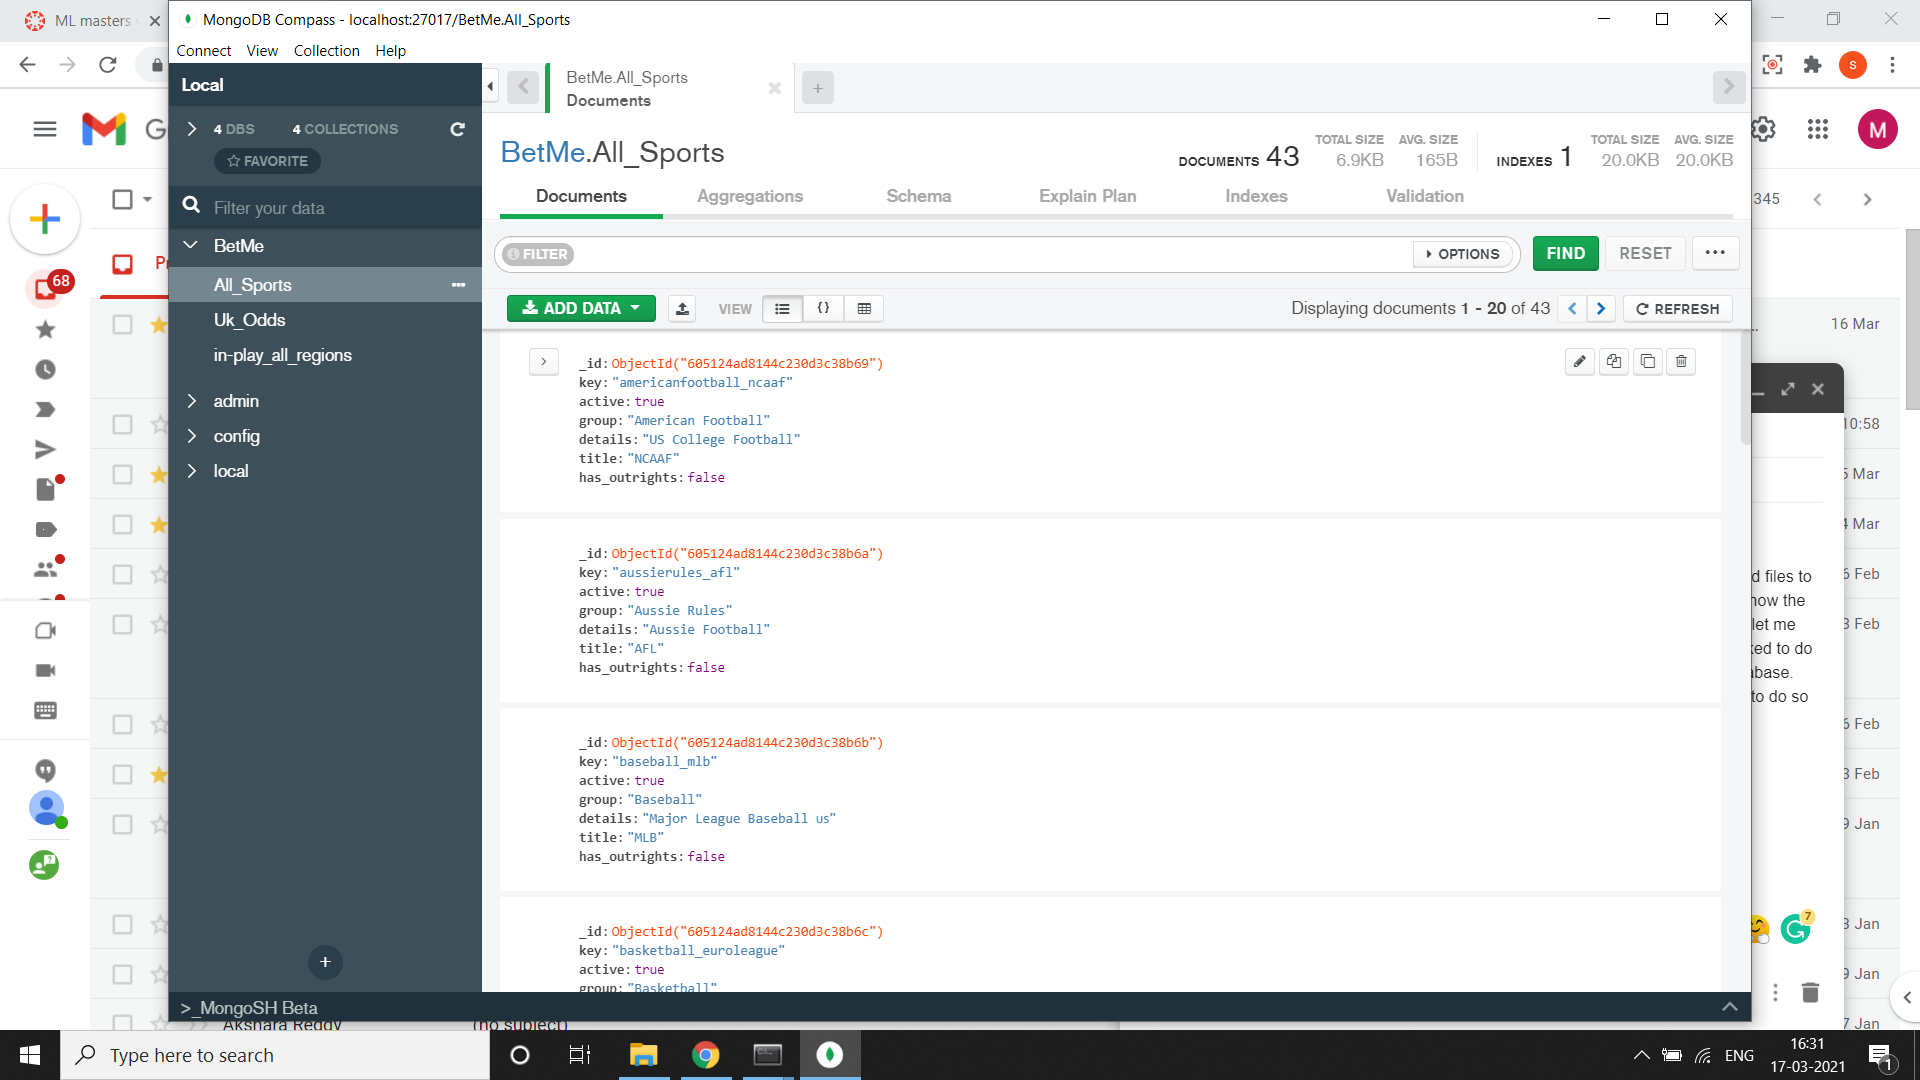 ML masters
MongoDB Compass - localhost:27017/BetMe.All_Sports
Connect View Collection Help
Local
4 DBS 4 COLLECTIONS
FAVORITE
Filter your data
BetMe
All_Sports
Uk_Odds
in-play_all_regions
admin
config
local
>_MongoSH Beta
BetMe.All_Sports
Documents
BetMe.All_Sports
DOCUMENTS 43 TOTAL SIZE 6.9KB AVG. SIZE 165B INDEXES 1 TOTAL SIZE 20.0KB AVG. SIZE 20.0KB
Documents Aggregations Schema Explain Plan Indexes Validation
FILTER OPTIONS FIND RESET
ADD DATA VIEW Displaying documents 1 - 20 of 43 REFRESH
_id: ObjectId("605124ad8144c230d3c38b69")
key: "americanfootball_ncaaf"
active: true
group: "American Football"
details: "US College Football"
title: "NCAAF"
has_outrights: false
_id: ObjectId("605124ad8144c230d3c38b6a")
key: "aussierules_afl"
active: true
group: "Aussie Rules"
details: "Aussie Football"
title: "AFL"
has_outrights: false
_id: ObjectId("605124ad8144c230d3c38b6b")
key: "baseball_mlb"
active: true
group: "Baseball"
details: "Major League Baseball us"
title: "MLB"
has_outrights: false
_id: ObjectId("605124ad8144c230d3c38b6c")
key: "basketball_euroleague"
active: true
group: "Basketball"
68
S
M
345
16 Mar
10:58
5 Mar
4 Mar
6 Feb
3 Feb
6 Feb
3 Feb
9 Jan
3 Jan
9 Jan
7 Jan
d files to
now the
let me
ked to do
abase.
to do so
7
Akshara Reddy (no subject)
Type here to search
ENG
16:31
17-03-2021
1